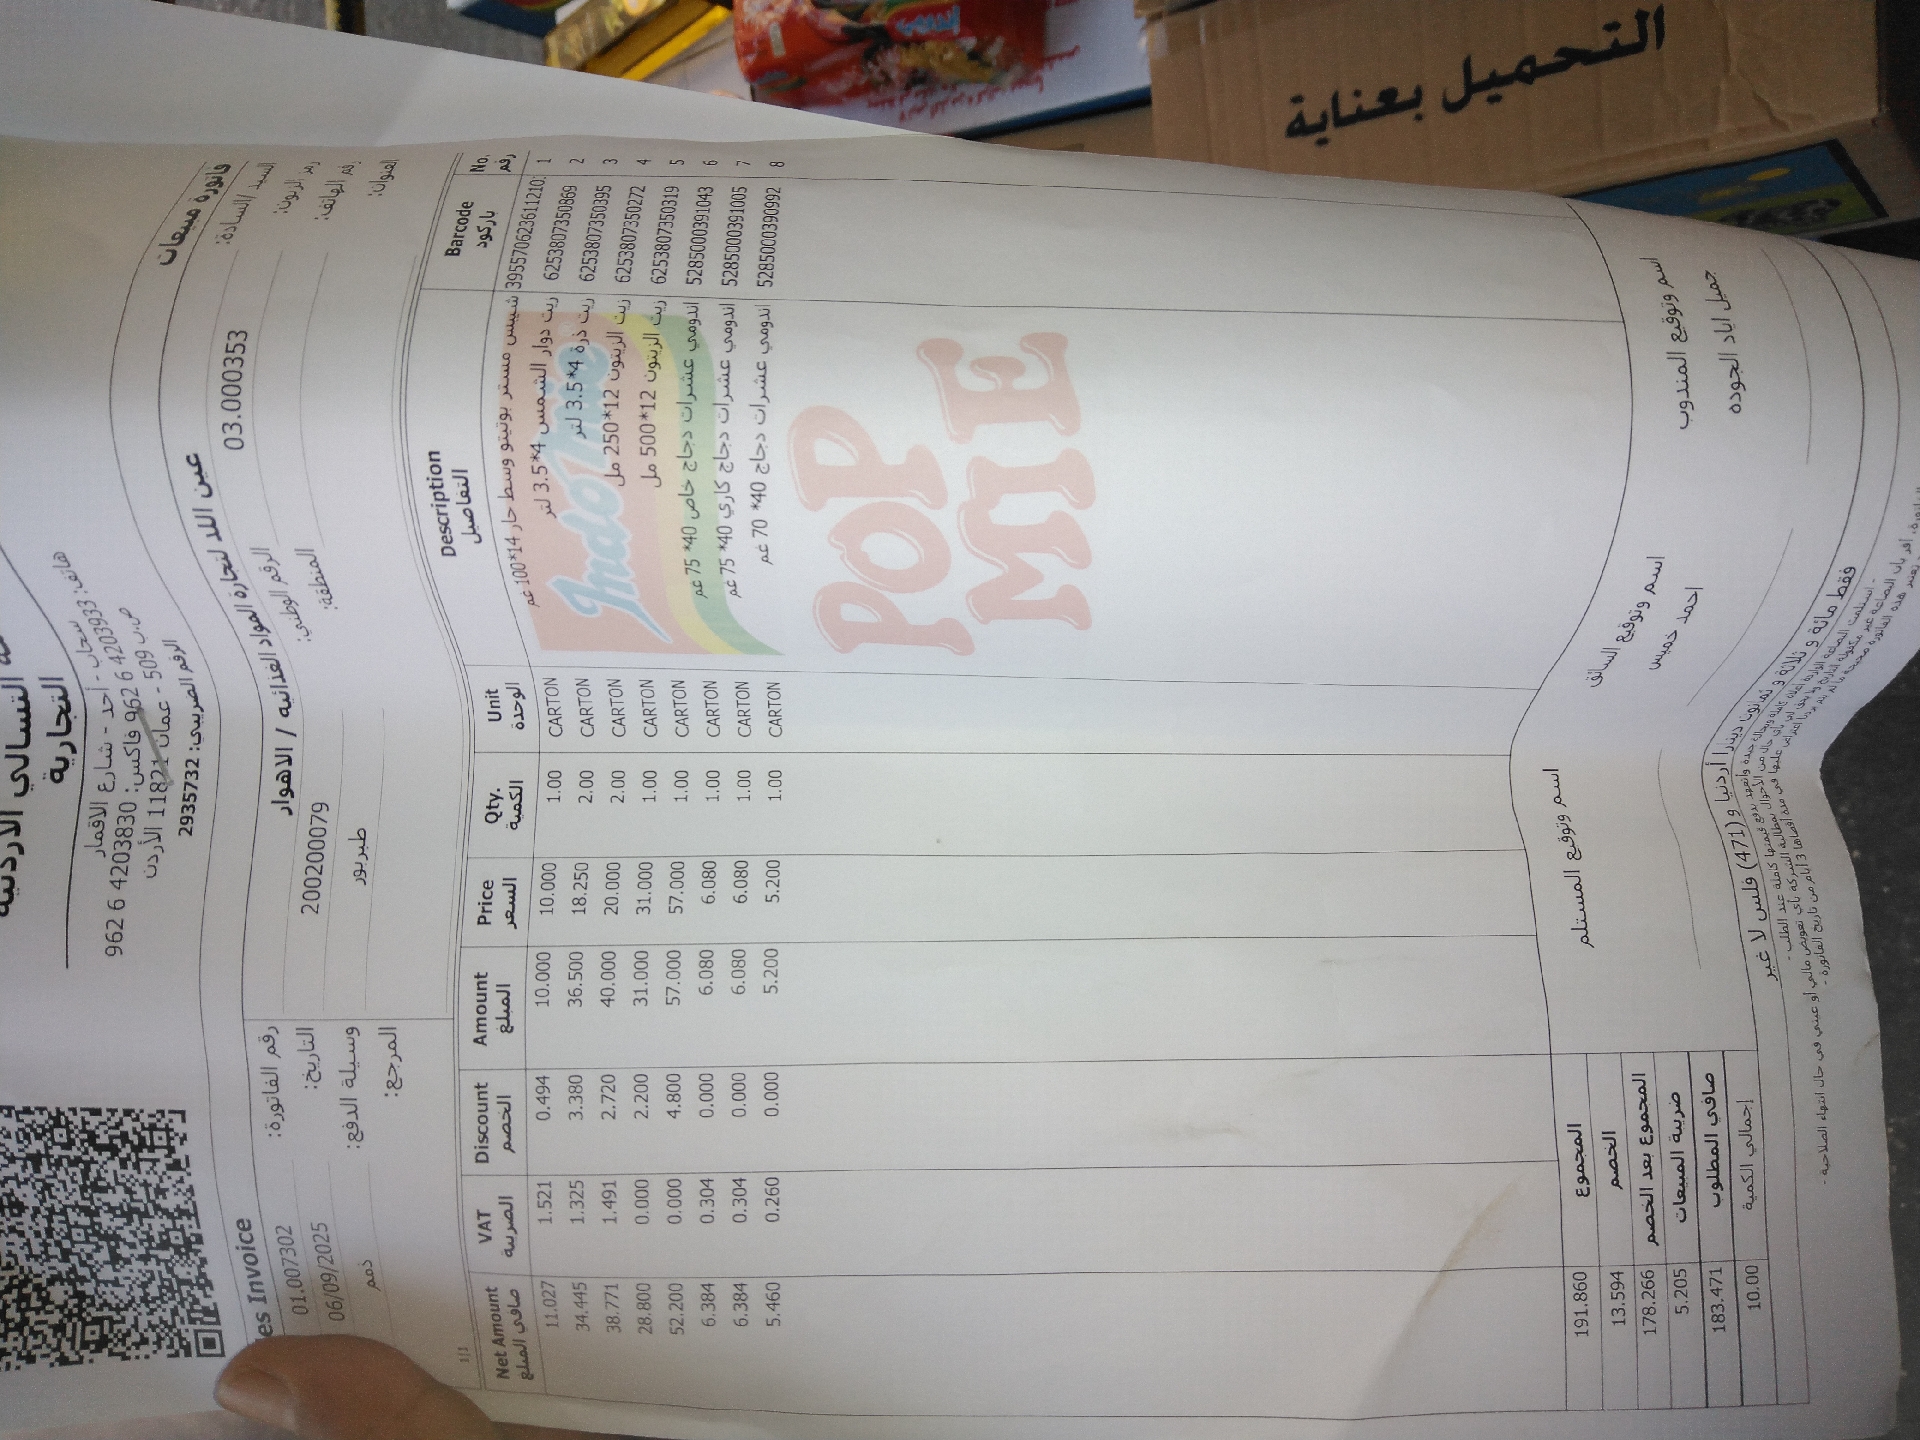 التسالي الاردنية
التجارية
سحاب - أحد - شارع الاقمار
هاتف: 4203933 6 962 فاكس: 4203830 6 962
ص.ب 509 - عمان 11821 الأردن
الرقم الضريبي: 2935732
فاتورة مبيعات
es Invoice
السيد/السادة: 03.000353 عين اللد لتجارة المواد الغذائية / الاهوار
رمز الزبون:
الرقم الوطني: 2002000079
رقم الهاتف:
المنطقة: طبربور
العنوان:
رقم الفاتورة: 01.007302
التاريخ: 06/09/2025
وسيلة الدفع: ذمم
المرجع:
1/1
No. Barcode Description Unit Qty. Price Amount Discount VAT Net Amount
رقم باركود التفاصيل الوحدة الكمية السعر المبلغ الخصم الضريبة صافي المبلغ
1 395570623611210 شيبس مستر بوتيتو وسط حار 14*100 غم CARTON 1.00 10.000 10.000 0.494 1.521 11.027
2 6253807350869 زيت دوار الشمس 4*3.5 لتر CARTON 2.00 18.250 36.500 3.380 1.325 34.445
3 6253807350395 زيت ذرة 4*3.5 لتر CARTON 2.00 20.000 40.000 2.720 1.491 38.771
4 6253807350272 زيت الزيتون 12*250 مل CARTON 1.00 31.000 31.000 2.200 0.000 28.800
5 6253807350319 زيت الزيتون 12*500 مل CARTON 1.00 57.000 57.000 4.800 0.000 52.200
6 5285000391043 اندومي عشرات دجاج خاص 40* 75 غم CARTON 1.00 6.080 6.080 0.000 0.304 6.384
7 5285000391005 اندومي عشرات دجاج كاري 40* 75 غم CARTON 1.00 6.080 6.080 0.000 0.304 6.384
8 5285000390992 اندومي عشرات دجاج 40* 70 غم CARTON 1.00 5.200 5.200 0.000 0.260 5.460
Indomie
POP
MIE
المجموع 191.860
الخصم 13.594
المجموع بعد الخصم 178.266
ضريبة المبيعات 5.205
صافي المطلوب 183.471
إجمالي الكمية 10.00
اسم وتوقيع المندوب
جميل اياد الجوده
اسم وتوقيع السائق
احمد خميس
اسم وتوقيع المستلم
فقط مائة و ثلاثة و ثمانون دينارا أردنيا و (471) فلس لا غير
التحميل بعناية